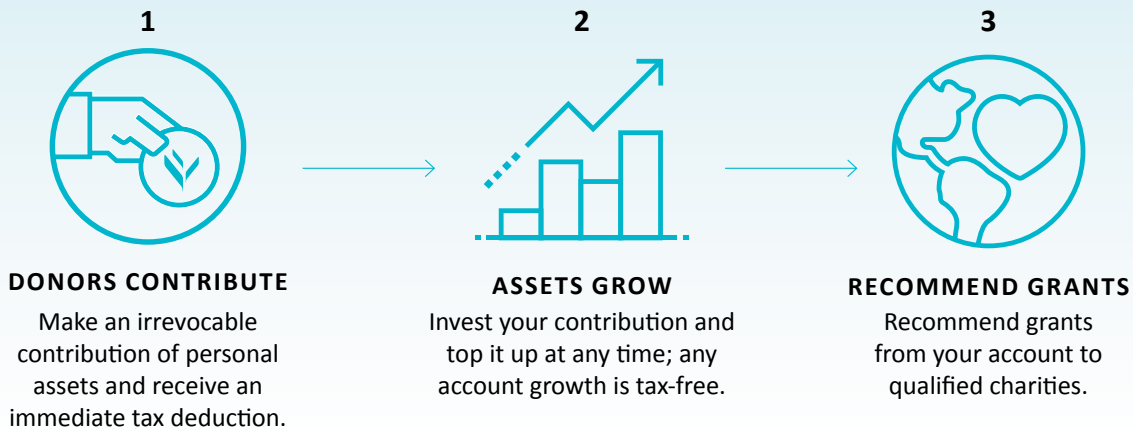 1
DONORS CONTRIBUTE
Make an irrevocable
contribution of personal
assets and receive an
immediate tax deduction.
2
ASSETS GROW
Invest your contribution and
top it up at any time; any
account growth is tax-free.
3
RECOMMEND GRANTS
Recommend grants
from your account to
qualified charities.